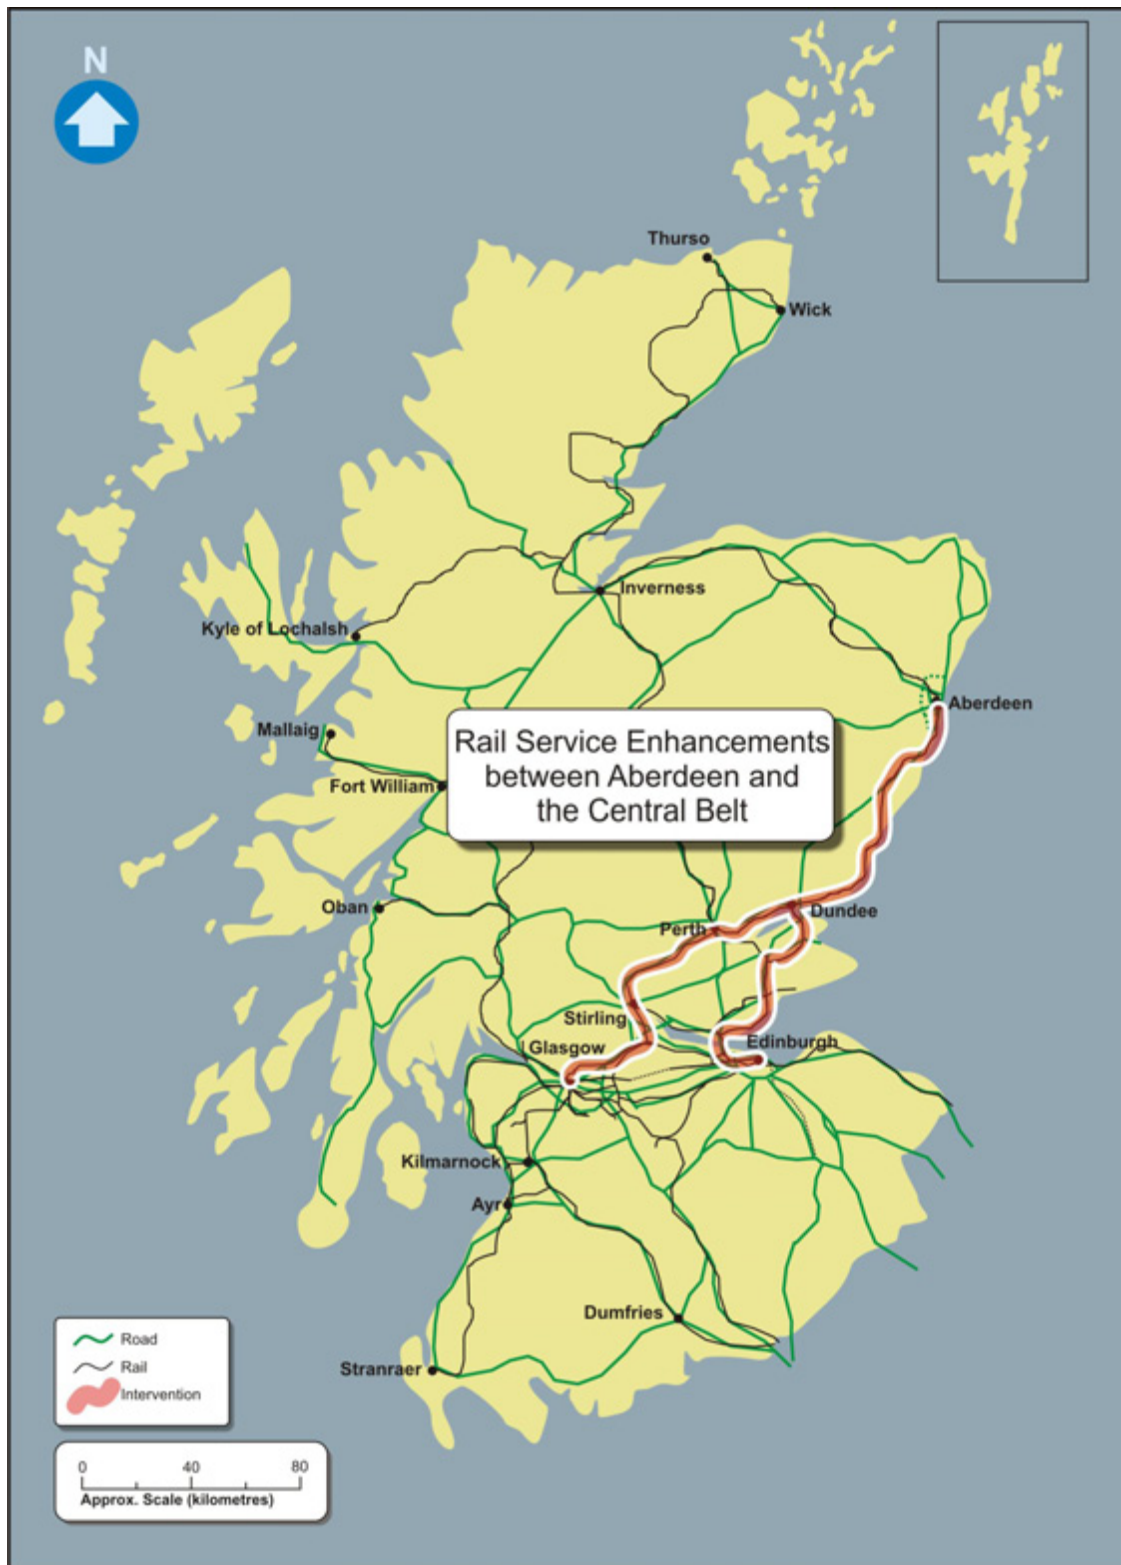 N
Thurso
Wick
Inverness
Kyle of Lochalsh
Aberdeen
Mallaig
Rail Service Enhancements
between Aberdeen and
the Central Belt
Fort William
Oban
Dundee
Perth
Stirling
Edinburgh
Glasgow
Kilmarnock
Ayr
Dumfries
Stranraer
Road
Rail
Intervention
0 40 80
Approx. Scale (kilometres)